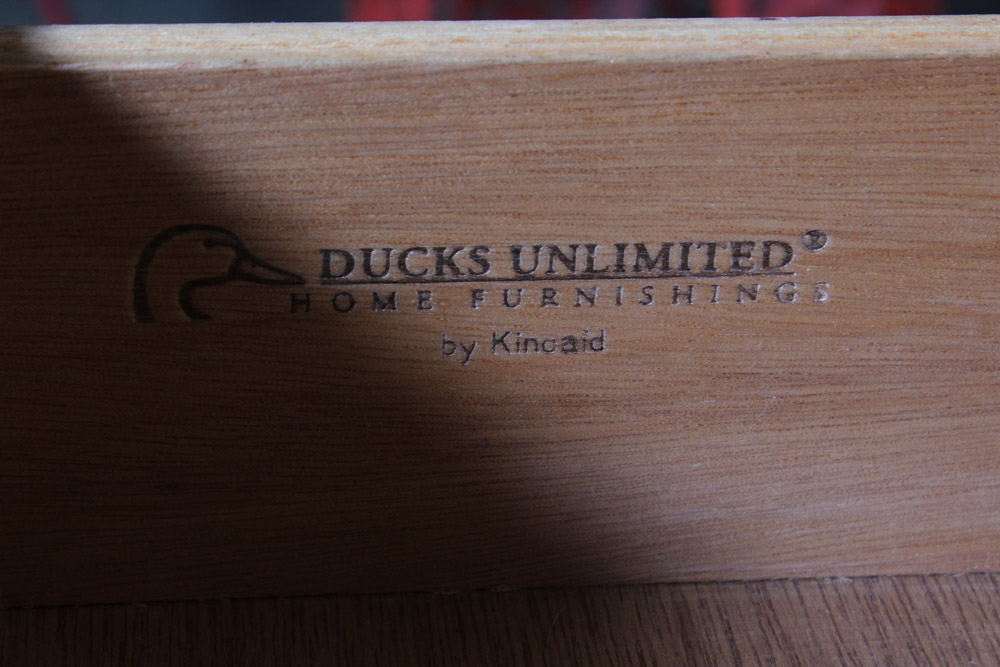 DUCKS UNLIMITED®
HOME FURNISHINGS
by Kincaid